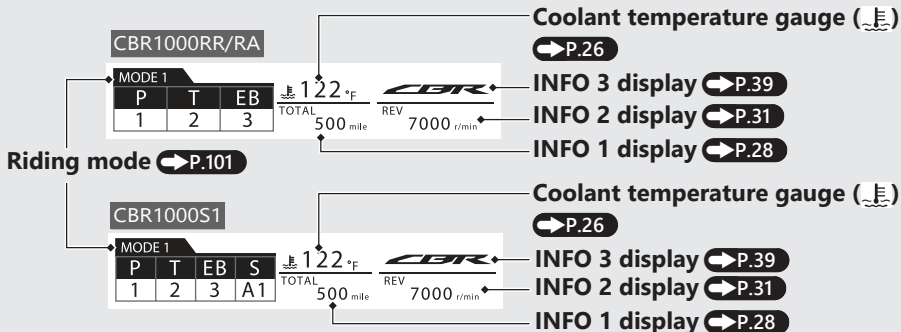 Coolant temperature gauge ( )
P.26
CBR1000RR/RA
MODE 1
P T EB
1 2 3
122 °F
TOTAL
500 mile
CBR
REV
7000 r/min
INFO 3 display P.39
INFO 2 display P.31
INFO 1 display P.28
Riding mode P.101
Coolant temperature gauge ( )
P.26
CBR1000S1
MODE 1
P T EB S
1 2 3 A1
122 °F
TOTAL
500 mile
CBR
REV
7000 r/min
INFO 3 display P.39
INFO 2 display P.31
INFO 1 display P.28